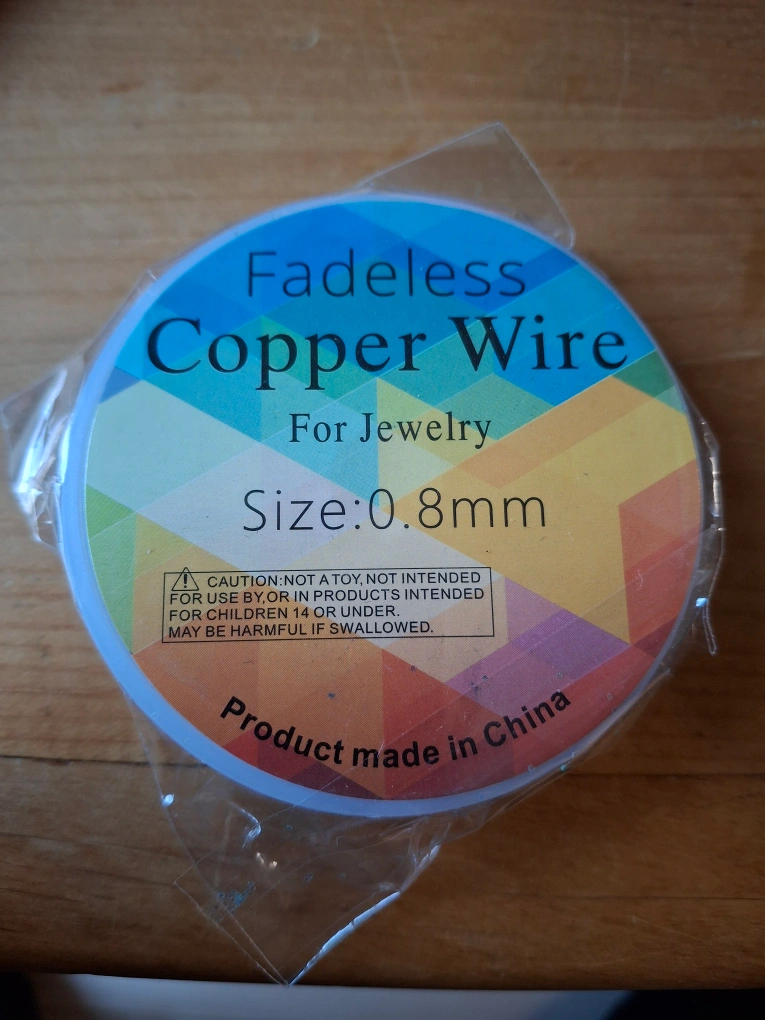 Fadeless
Copper Wire
For Jewelry
Size:0.8mm
CAUTION:NOT A TOY, NOT INTENDED
FOR USE BY,OR IN PRODUCTS INTENDED
FOR CHILDREN 14 OR UNDER.
MAY BE HARMFUL IF SWALLOWED.
Product made in China